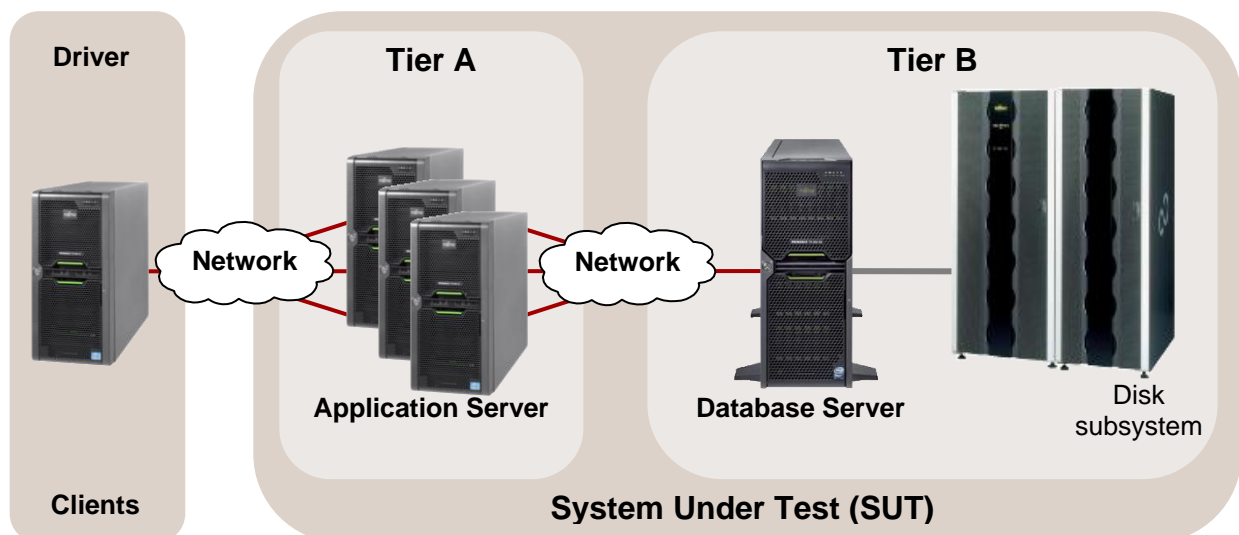 Driver
Tier A
Tier B
Network
Network
Application Server
Database Server
Disk
subsystem
Clients
System Under Test (SUT)